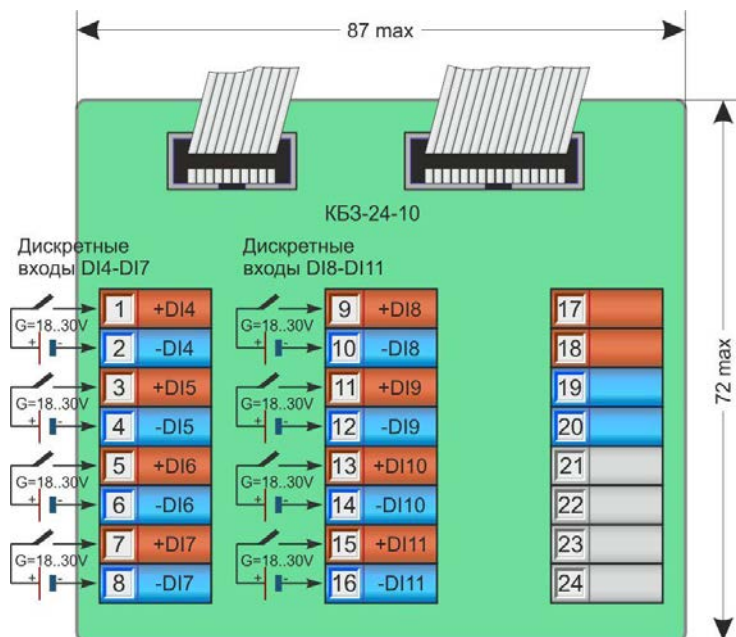 87 max
КБЗ-24-10
72 max
Дискретные
входы DI4-DI7
G=18..30V
+ -
G=18..30V
+ -
G=18..30V
+ -
G=18..30V
+ -
1 +DI4
2 -DI4
3 +DI5
4 -DI5
5 +DI6
6 -DI6
7 +DI7
8 -DI7
Дискретные
входы DI8-DI11
G=18..30V
+ -
G=18..30V
+ -
G=18..30V
+ -
G=18..30V
+ -
9 +DI8
10 -DI8
11 +DI9
12 -DI9
13 +DI10
14 -DI10
15 +DI11
16 -DI11
17
18
19
20
21
22
23
24